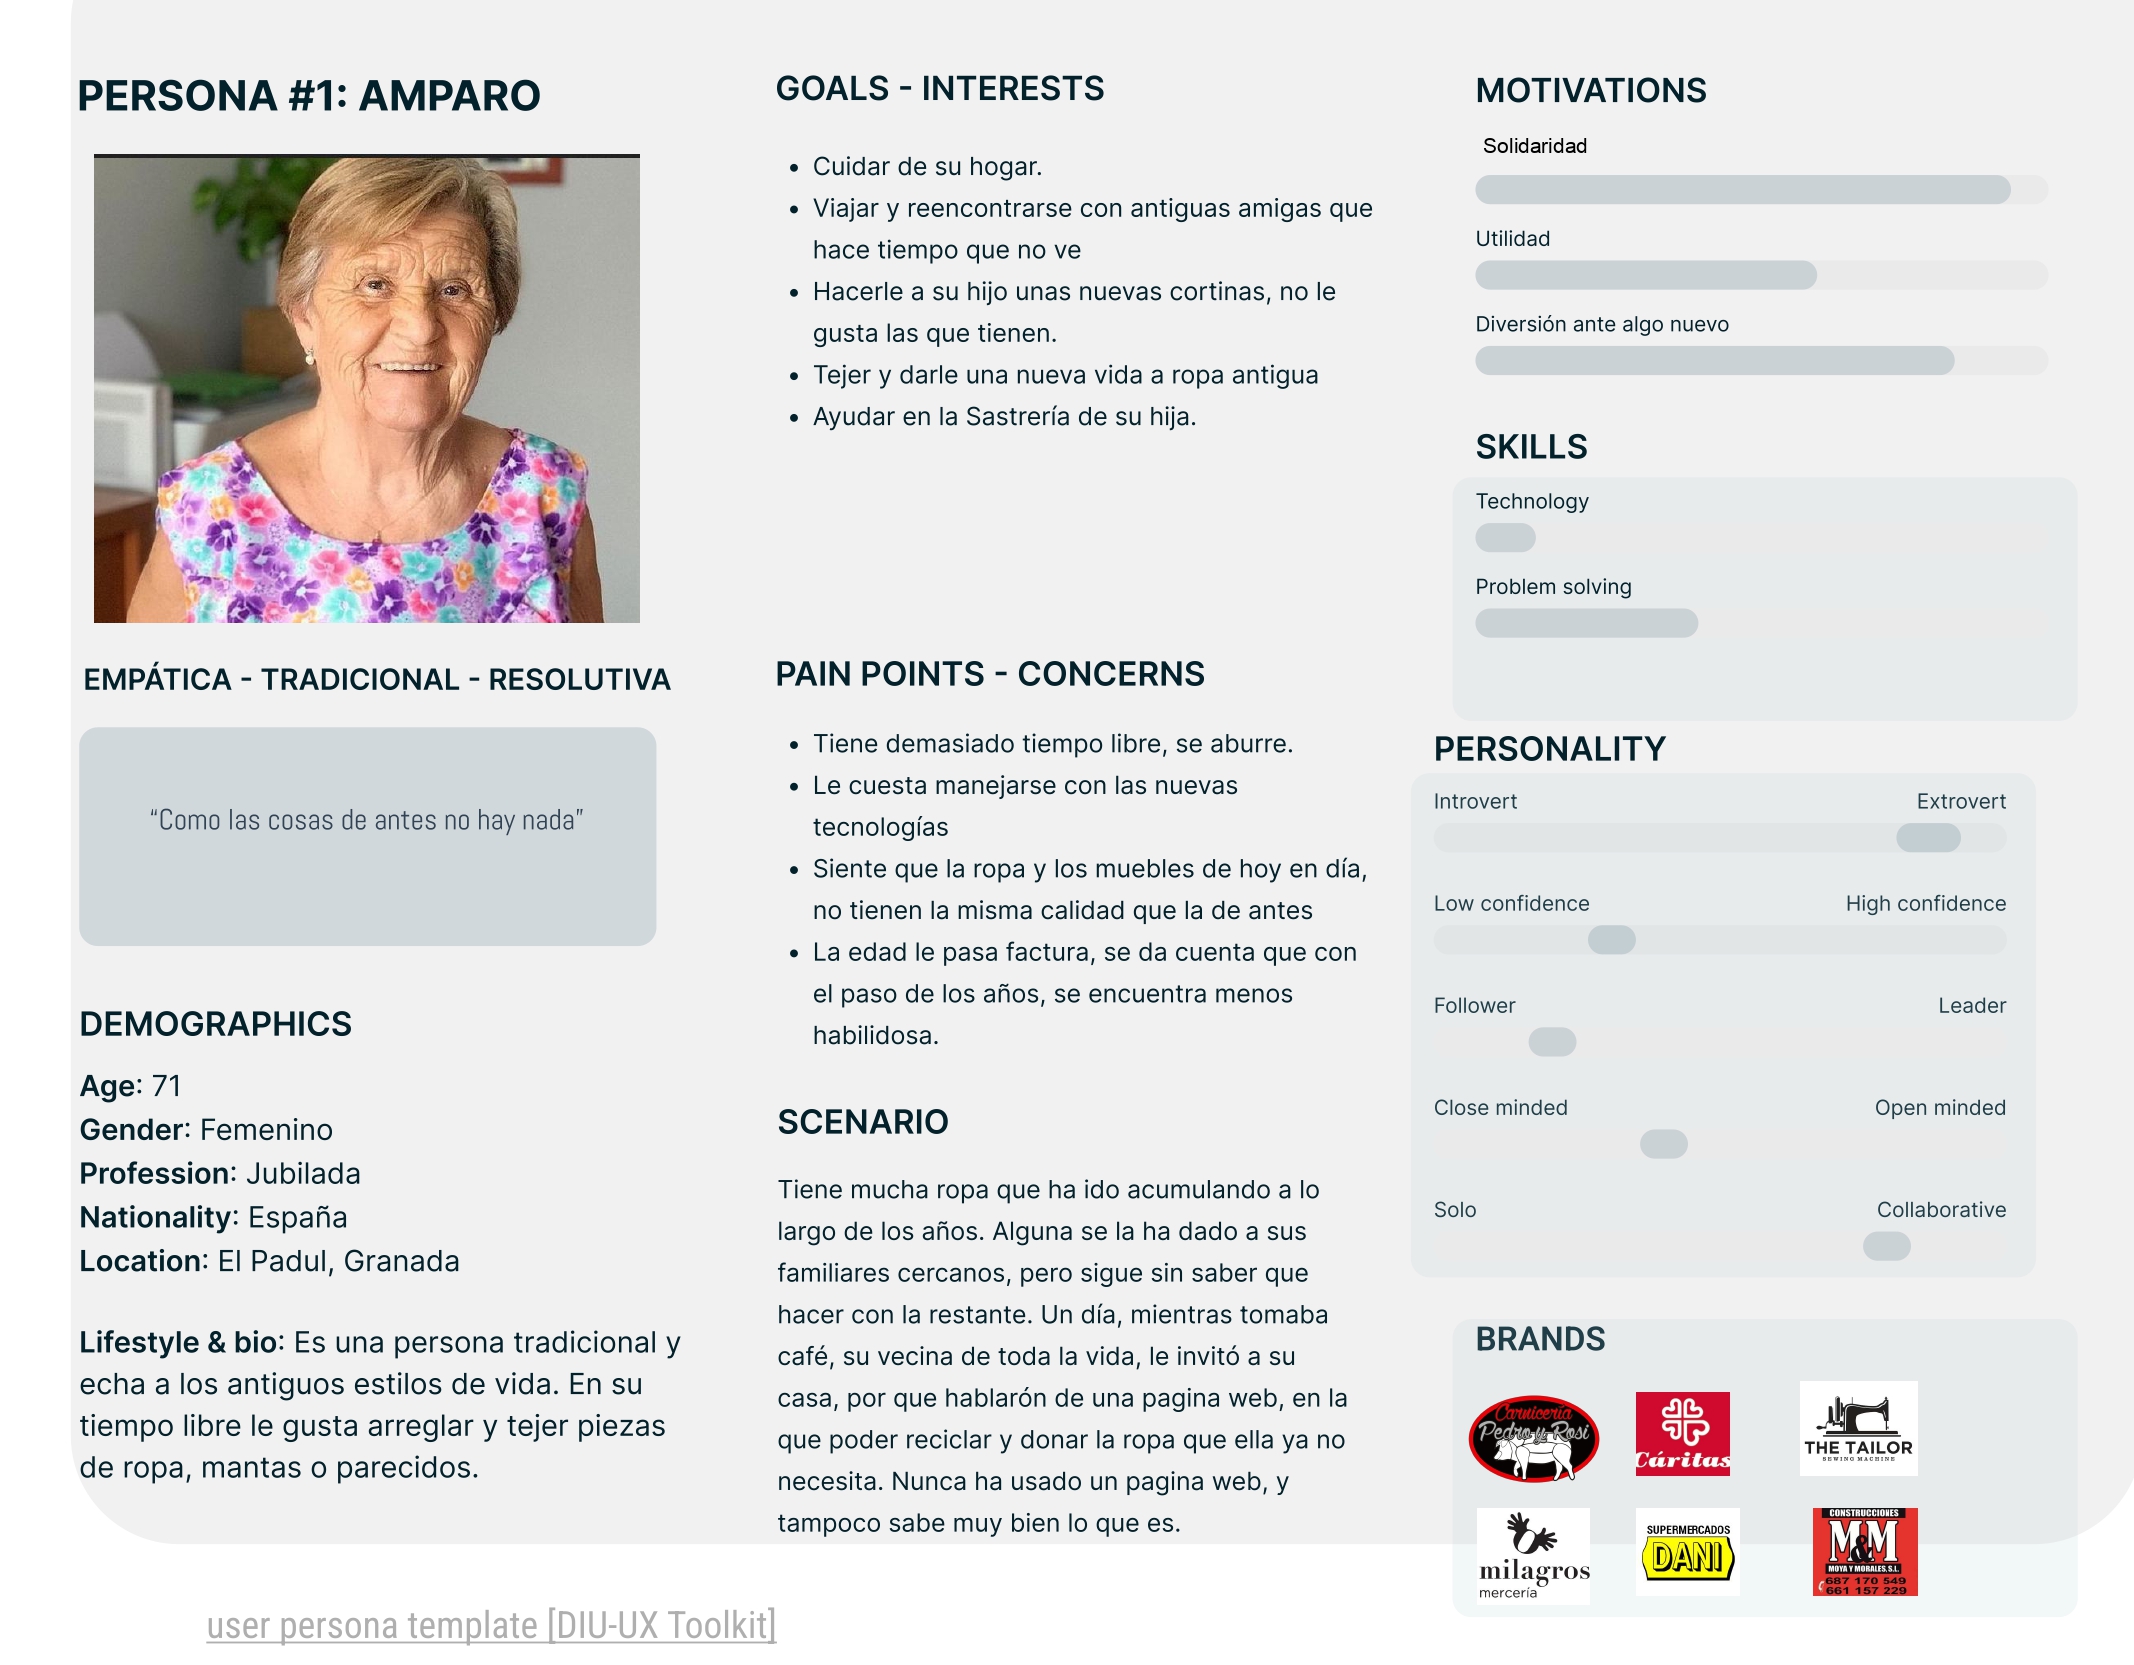 PERSONA #1: AMPARO
EMPÁTICA - TRADICIONAL - RESOLUTIVA
“Como las cosas de antes no hay nada”
DEMOGRAPHICS
Age: 71
Gender: Femenino
Profession: Jubilada
Nationality: España
Location: El Padul, Granada
Lifestyle & bio: Es una persona tradicional y
echa a los antiguos estilos de vida. En su
tiempo libre le gusta arreglar y tejer piezas
de ropa, mantas o parecidos.
GOALS - INTERESTS
• Cuidar de su hogar.
• Viajar y reencontrarse con antiguas amigas que
hace tiempo que no ve
• Hacerle a su hijo unas nuevas cortinas, no le
gusta las que tienen.
• Tejer y darle una nueva vida a ropa antigua
• Ayudar en la Sastrería de su hija.
PAIN POINTS - CONCERNS
• Tiene demasiado tiempo libre, se aburre.
• Le cuesta manejarse con las nuevas
tecnologías
• Siente que la ropa y los muebles de hoy en día,
no tienen la misma calidad que la de antes
• La edad le pasa factura, se da cuenta que con
el paso de los años, se encuentra menos
habilidosa.
SCENARIO
Tiene mucha ropa que ha ido acumulando a lo
largo de los años. Alguna se la ha dado a sus
familiares cercanos, pero sigue sin saber que
hacer con la restante. Un día, mientras tomaba
café, su vecina de toda la vida, le invitó a su
casa, por que hablarón de una pagina web, en la
que poder reciclar y donar la ropa que ella ya no
necesita. Nunca ha usado un pagina web, y
tampoco sabe muy bien lo que es.
MOTIVATIONS
Solidaridad
Utilidad
Diversión ante algo nuevo
SKILLS
Technology
Problem solving
PERSONALITY
Introvert Extrovert
Low confidence High confidence
Follower Leader
Close minded Open minded
Solo Collaborative
BRANDS
Carnicería
Pedro y Rosi
Cáritas
THE TAILOR
SEWING MACHINE
milagros
mercería
SUPERMERCADOS
DANI
CONSTRUCCIONES
M&M
MOYA Y MORALES, S.L.
687 170 549
661 157 229
user persona template [DIU-UX Toolkit]